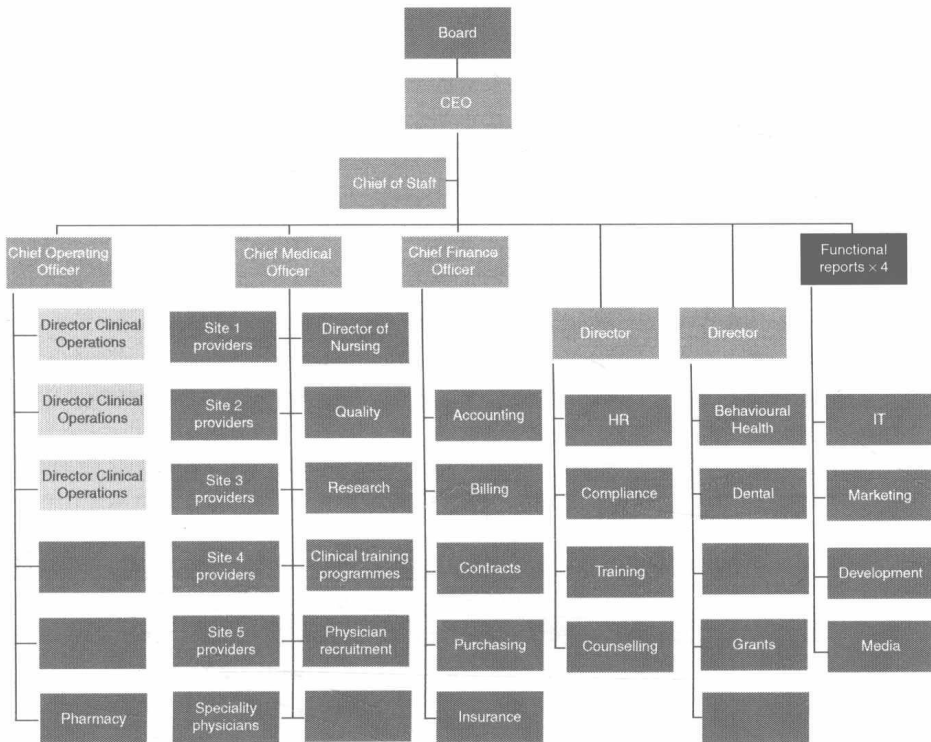 Board
CEO
Chief of Staff
Chief Operating
Officer
Chief Medical
Officer
Chief Finance
Officer
Functional
reports × 4
Director
Director
Director Clinical
Operations
Site 1
providers
Director of
Nursing
Director Clinical
Operations
Site 2
providers
Quality
Accounting
HR
Behavioural
Health
IT
Director Clinical
Operations
Site 3
providers
Research
Billing
Compliance
Dental
Marketing
Site 4
providers
Clinical training
programmes
Contracts
Training
Development
Site 5
providers
Physician
recruitment
Purchasing
Counselling
Grants
Media
Pharmacy
Speciality
physicians
Insurance